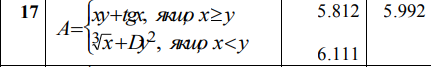 17 A={xy+tgx, якщо x≥y 5.812 5.992
∛x+Dy², якщо x<y
6.111